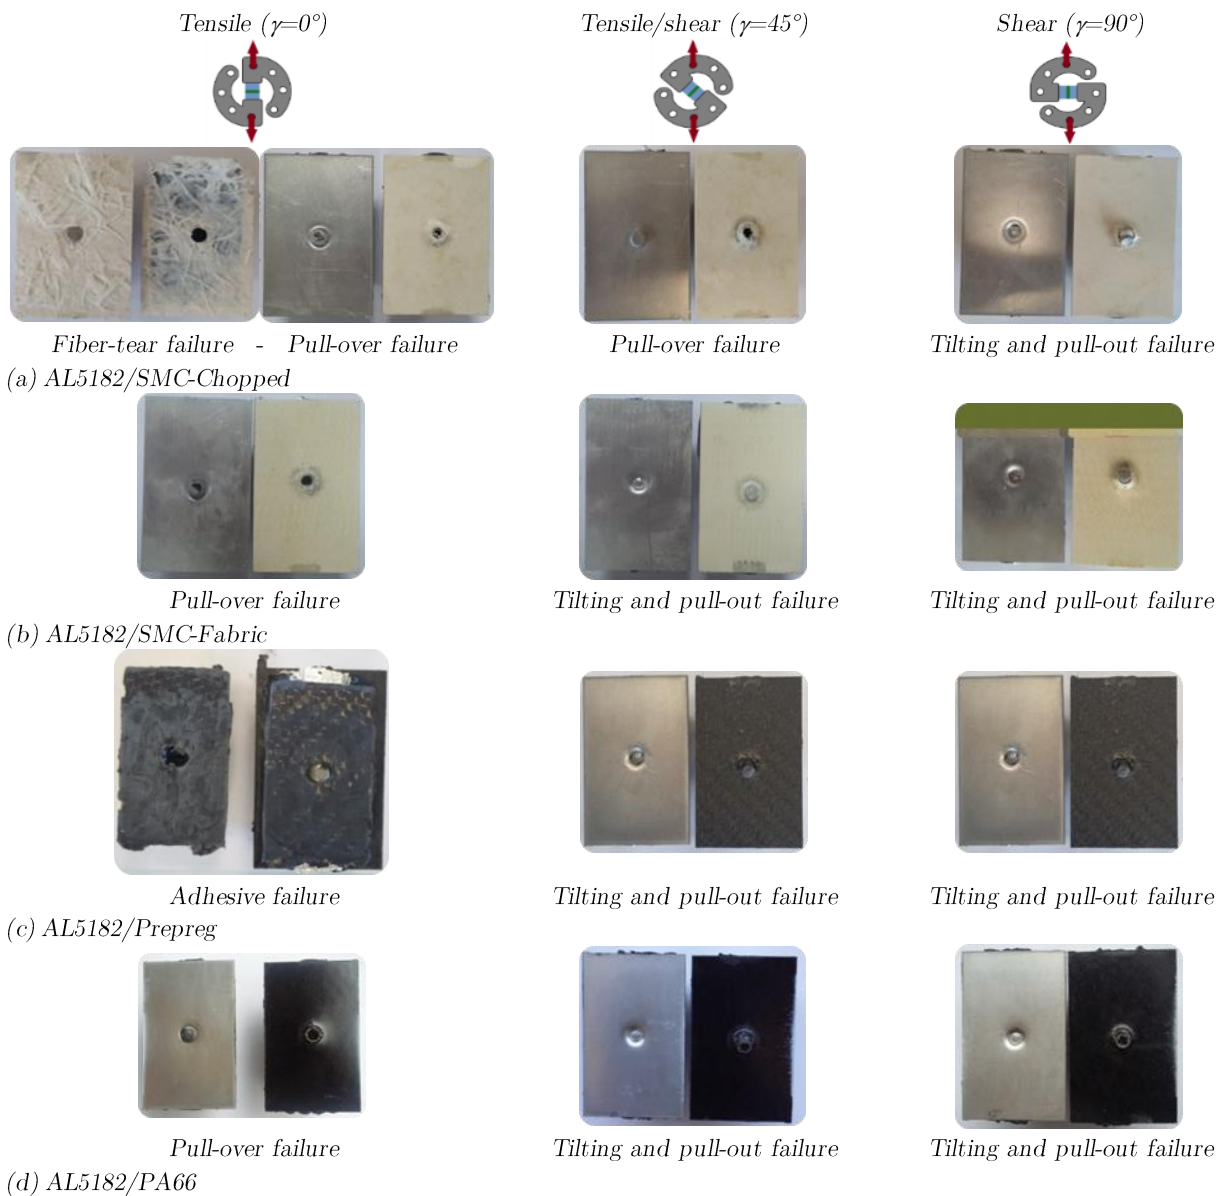 Tensile (γ=0°) Tensile/shear (γ=45°) Shear (γ=90°)
Fiber-tear failure - Pull-over failure Pull-over failure Tilting and pull-out failure
(a) AL5182/SMC-Chopped
Pull-over failure Tilting and pull-out failure Tilting and pull-out failure
(b) AL5182/SMC-Fabric
Adhesive failure Tilting and pull-out failure Tilting and pull-out failure
(c) AL5182/Prepreg
Pull-over failure Tilting and pull-out failure Tilting and pull-out failure
(d) AL5182/PA66